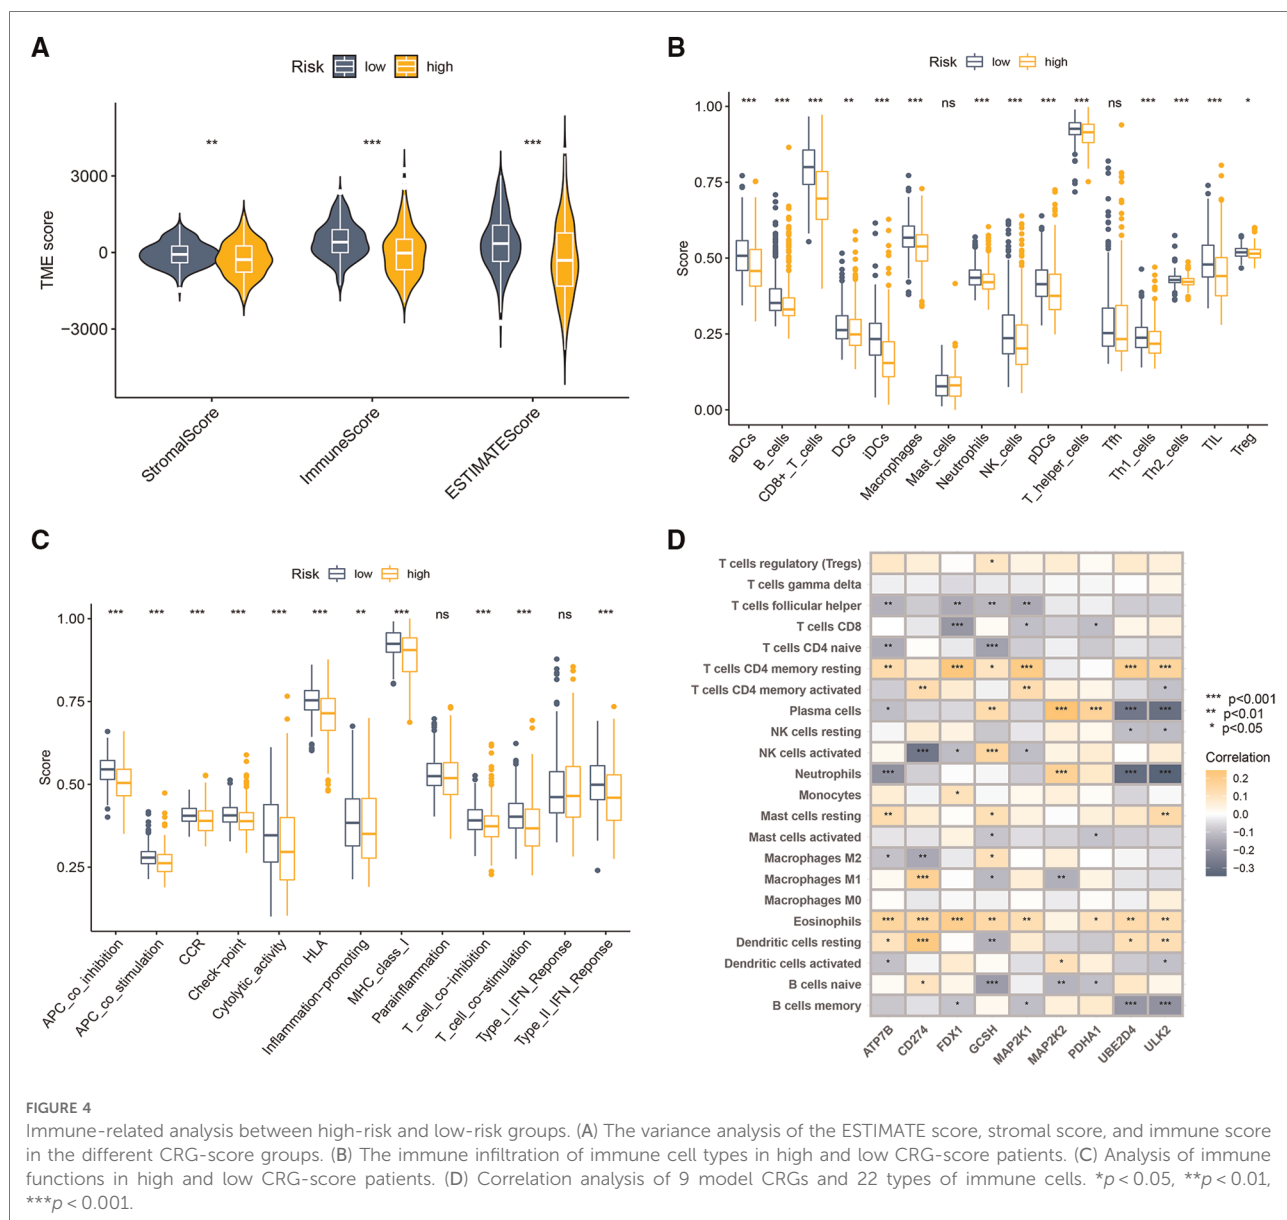 A
Risk low high
** *** ***
TME score
3000
0
−3000
StromalScore
ImmuneScore
ESTIMATEScore
B
Risk low high
*** *** *** ** *** *** ns *** *** *** *** ns *** *** *** *
Score
1.00
0.75
0.50
0.25
0.00
aDCs
B_cells
CD8+_T_cells
DCs
iDCs
Macrophages
Mast_cells
Neutrophils
NK_cells
pDCs
T_helper_cells
Tfh
Th1_cells
Th2_cells
TIL
Treg
C
Risk low high
*** *** *** *** *** *** ** *** ns *** *** ns ***
Score
1.00
0.75
0.50
0.25
APC_co_inhibition
APC_co_stimulation
CCR
Check−point
Cytolytic_activity
HLA
Inflammation−promoting
MHC_class_I
Parainflammation
T_cell_co−inhibition
T_cell_co−stimulation
Type_I_IFN_Reponse
Type_II_IFN_Reponse
D
T cells regulatory (Tregs) *
T cells gamma delta
T cells follicular helper ** ** ** **
T cells CD8 *** * *
T cells CD4 naive ** ***
T cells CD4 memory resting ** *** * *** *** ***
T cells CD4 memory activated ** ** *
Plasma cells * ** *** *** *** ***
NK cells resting * *
NK cells activated *** * *** *
Neutrophils *** ** *** ***
Monocytes *
Mast cells resting ** * **
Mast cells activated * *
Macrophages M2 * ** *
Macrophages M1 *** * **
Macrophages M0
Eosinophils *** *** *** ** ** * ** **
Dendritic cells resting * *** ** * **
Dendritic cells activated * * *
B cells naive * *** ** *
B cells memory * * *** ***
ATP7B
CD274
FDX1
GCSH
MAP2K1
MAP2K2
PDHA1
UBE2D4
ULK2
*** p<0.001
** p<0.01
* p<0.05
Correlation
0.2
0.1
0.0
−0.1
−0.2
−0.3
FIGURE 4
Immune-related analysis between high-risk and low-risk groups. (A) The variance analysis of the ESTIMATE score, stromal score, and immune score
in the different CRG-score groups. (B) The immune infiltration of immune cell types in high and low CRG-score patients. (C) Analysis of immune
functions in high and low CRG-score patients. (D) Correlation analysis of 9 model CRGs and 22 types of immune cells. *p < 0.05, **p < 0.01,
***p < 0.001.